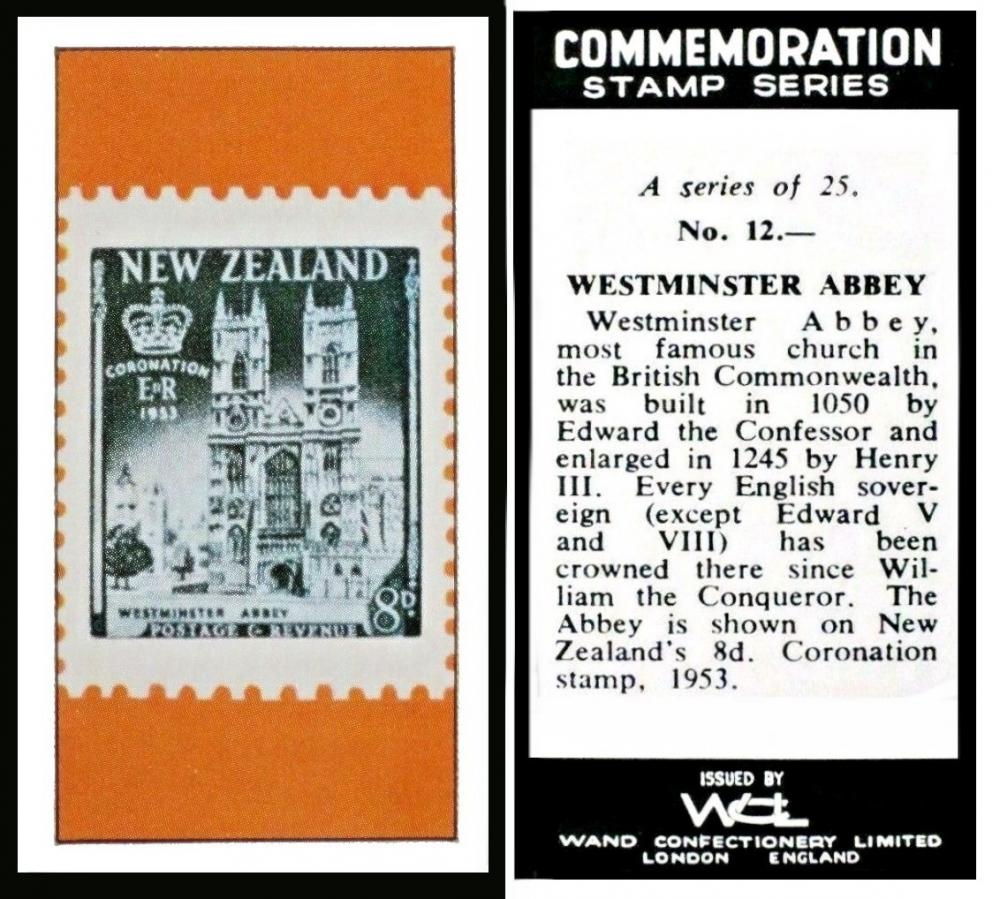 NEW ZEALAND
CORONATION
EIIR
1953
WESTMINSTER ABBEY
8D.
POSTAGE & REVENUE
COMMEMORATION
STAMP SERIES
A series of 25.
No. 12.—
WESTMINSTER ABBEY
Westminster Abbey,
most famous church in
the British Commonwealth,
was built in 1050 by
Edward the Confessor and
enlarged in 1245 by Henry
III. Every English sover-
eign (except Edward V
and VIII) has been
crowned there since Wil-
liam the Conqueror. The
Abbey is shown on New
Zealand's 8d. Coronation
stamp, 1953.
ISSUED BY
WCL
WAND CONFECTIONERY LIMITED
LONDON ENGLAND